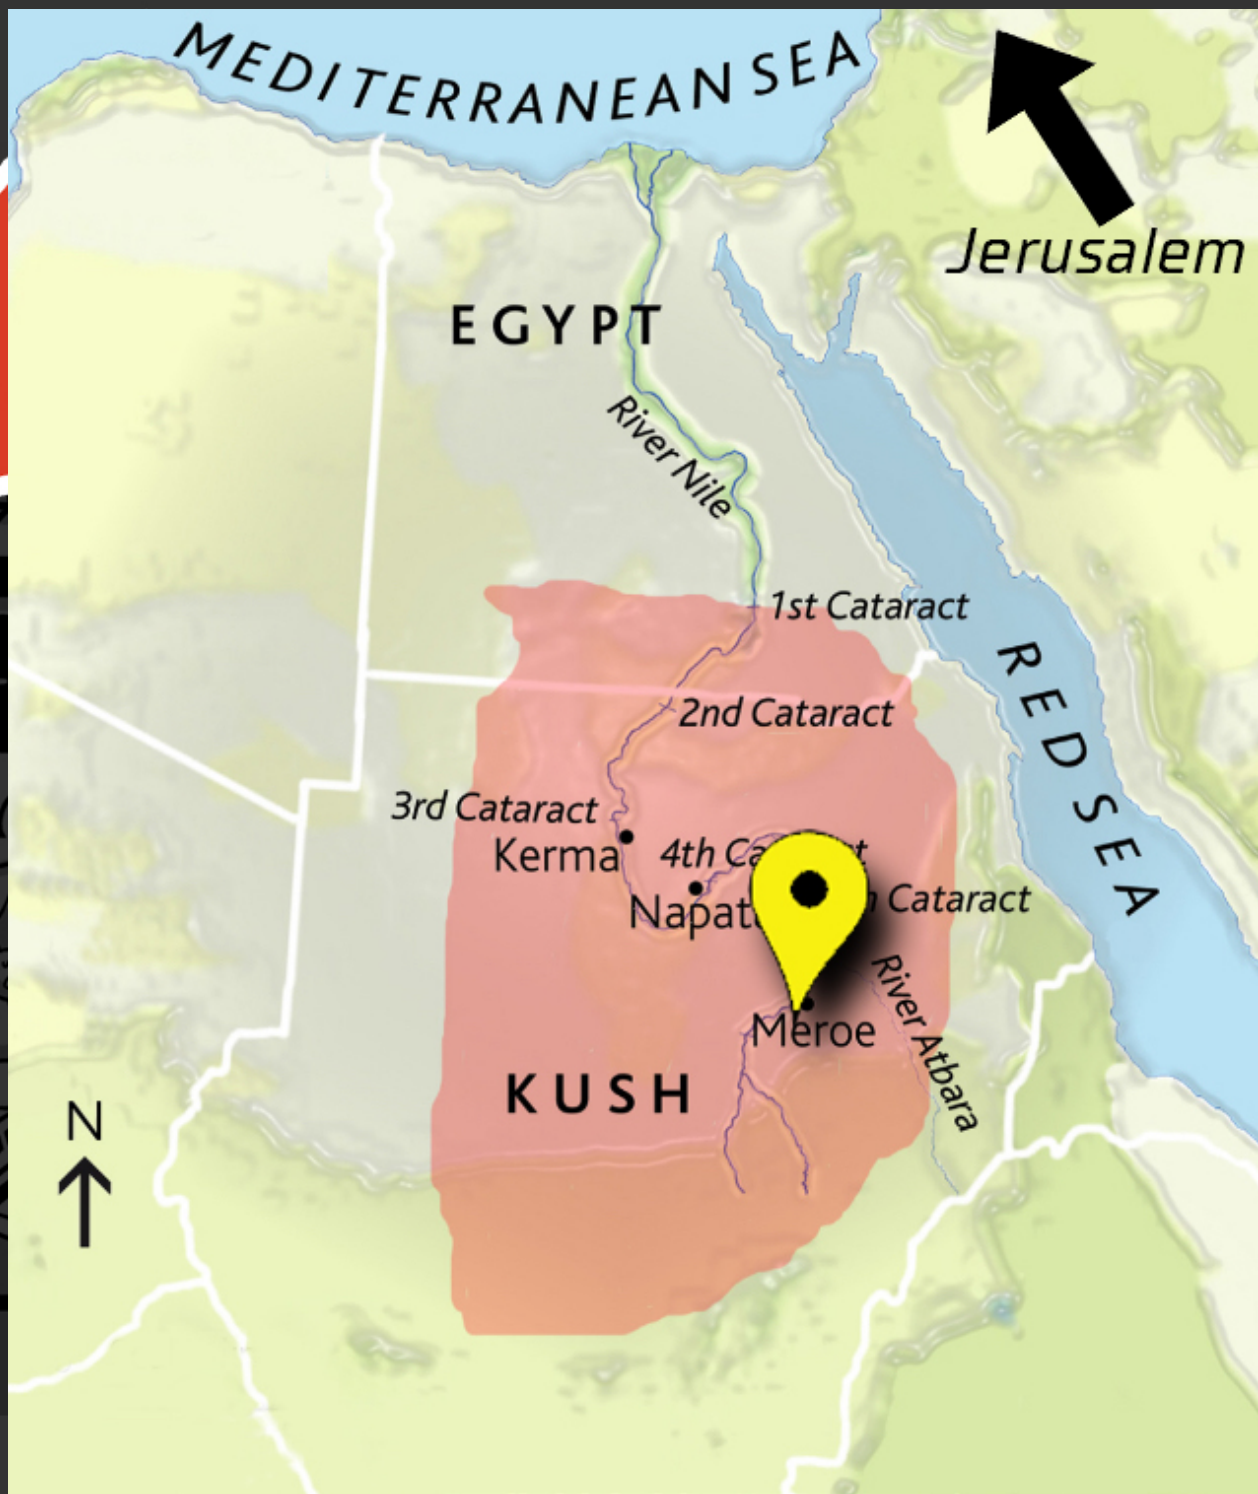 MEDITERRANEAN SEA
Jerusalem
EGYPT
River Nile
1st Cataract
RED SEA
2nd Cataract
3rd Cataract
Kerma
4th
Cataract
River Atbara
Meroe
KUSH
N